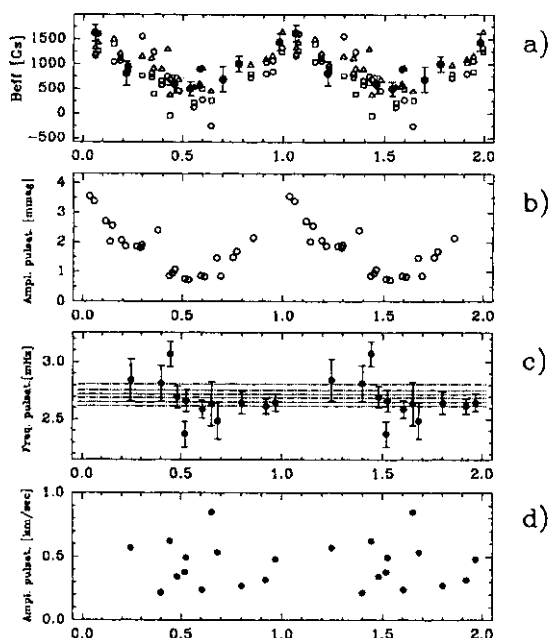 Beff [Gs]
1500
1000
500
0
−500
0.0 0.5 1.0 1.5 2.0
a)
Ampl. pulsat. [mmag]
4
3
2
1
0
0.0 0.5 1.0 1.5 2.0
b)
Freq. pulsat.[mHz]
3.0
2.5
0.0 0.5 1.0 1.5 2.0
c)
Ampl. pulsat. [km/sec]
1.0
0.5
0.0
0.0 0.5 1.0 1.5 2.0
d)